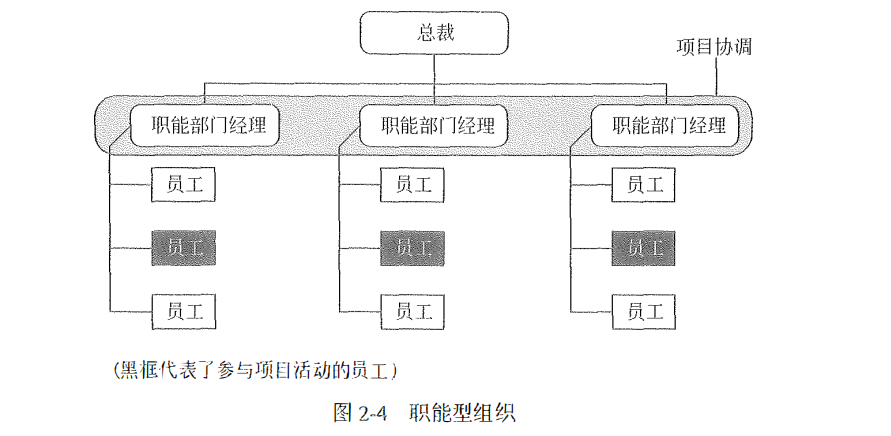 总裁
项目协调
职能部门经理 职能部门经理 职能部门经理
员工 员工 员工
员工 员工 员工
员工 员工 员工
(黑框代表了参与项目活动的员工)
图 2-4 职能型组织